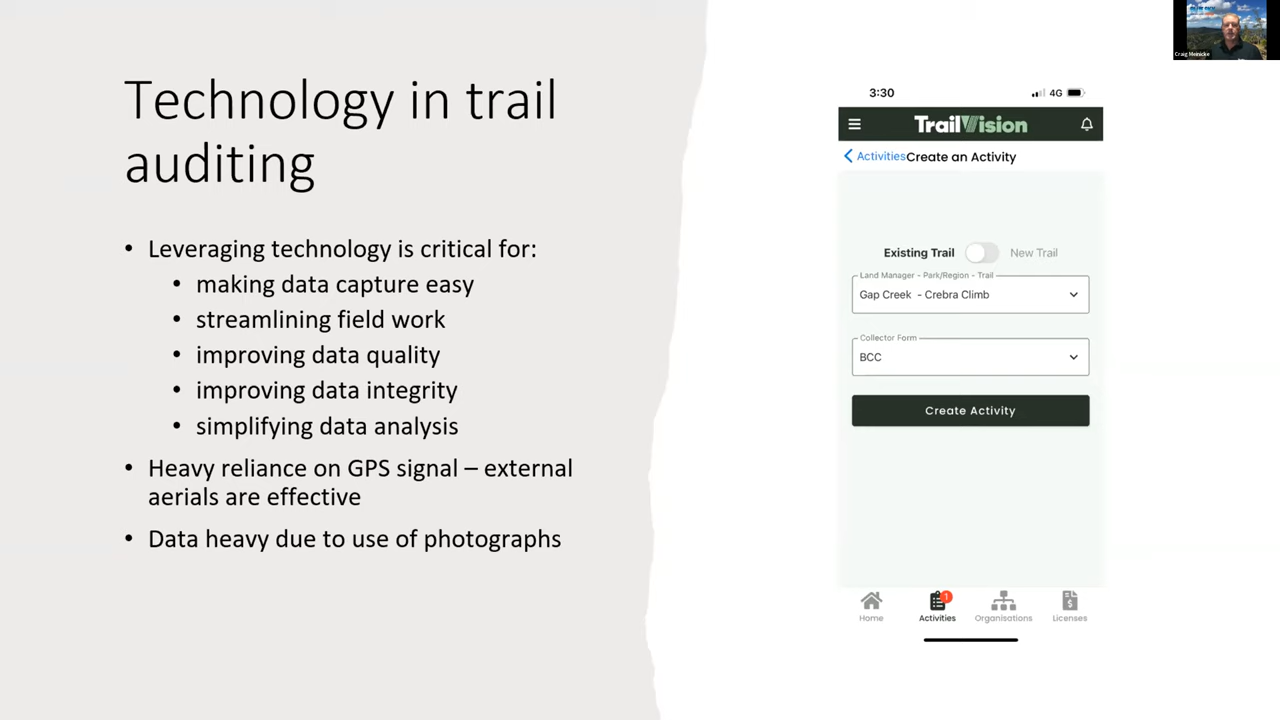 Technology in trail
auditing
• Leveraging technology is critical for:
• making data capture easy
• streamlining field work
• improving data quality
• improving data integrity
• simplifying data analysis
• Heavy reliance on GPS signal – external
aerials are effective
• Data heavy due to use of photographs
3:30
4G
TrailVision
Activities Create an Activity
Existing Trail New Trail
Land Manager - Park/Region - Trail
Gap Creek - Crebra Climb
Collector Form
BCC
Create Activity
1
Home Activities Organisations Licenses
Craig Meinicke